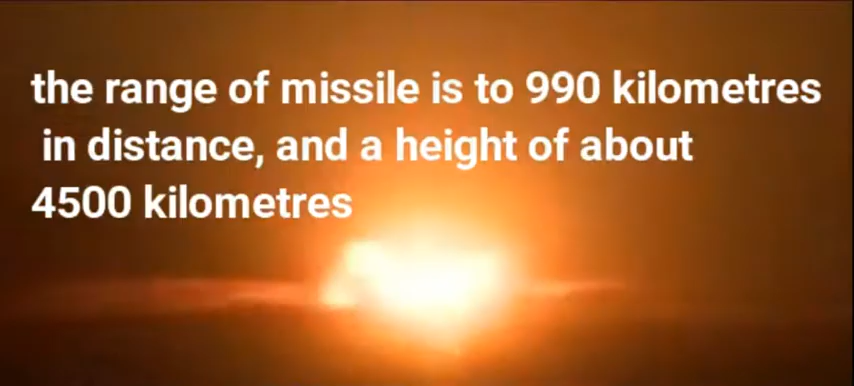 the range of missile is to 990 kilometres
in distance, and a height of about
4500 kilometres